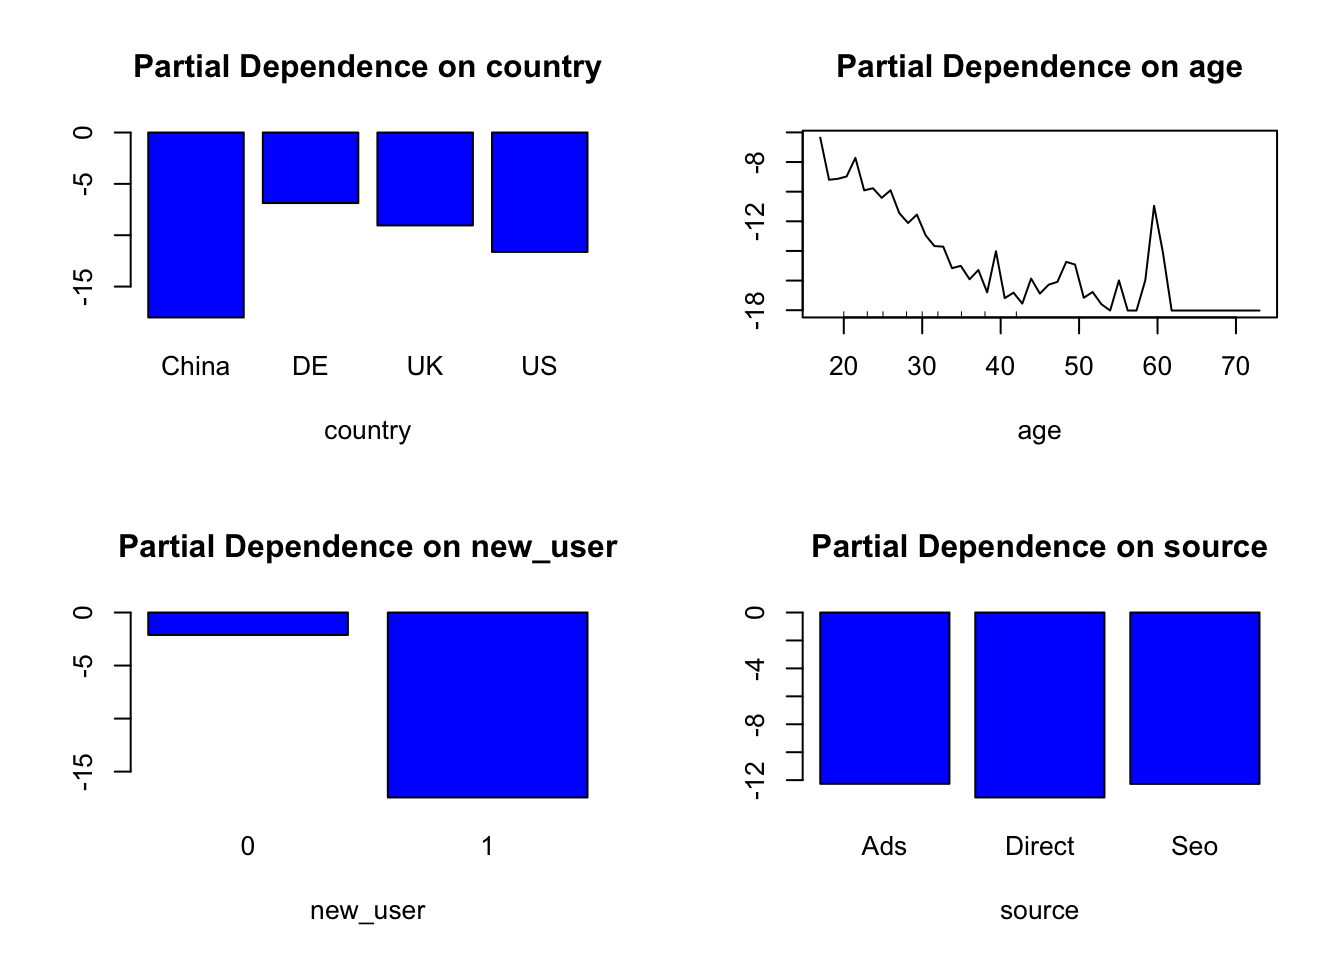 Partial Dependence on country
0
-5
-15
China DE UK US
country
Partial Dependence on age
-8
-12
-18
20 30 40 50 60 70
age
Partial Dependence on new_user
0
-5
-15
0 1
new_user
Partial Dependence on source
0
-4
-8
-12
Ads Direct Seo
source